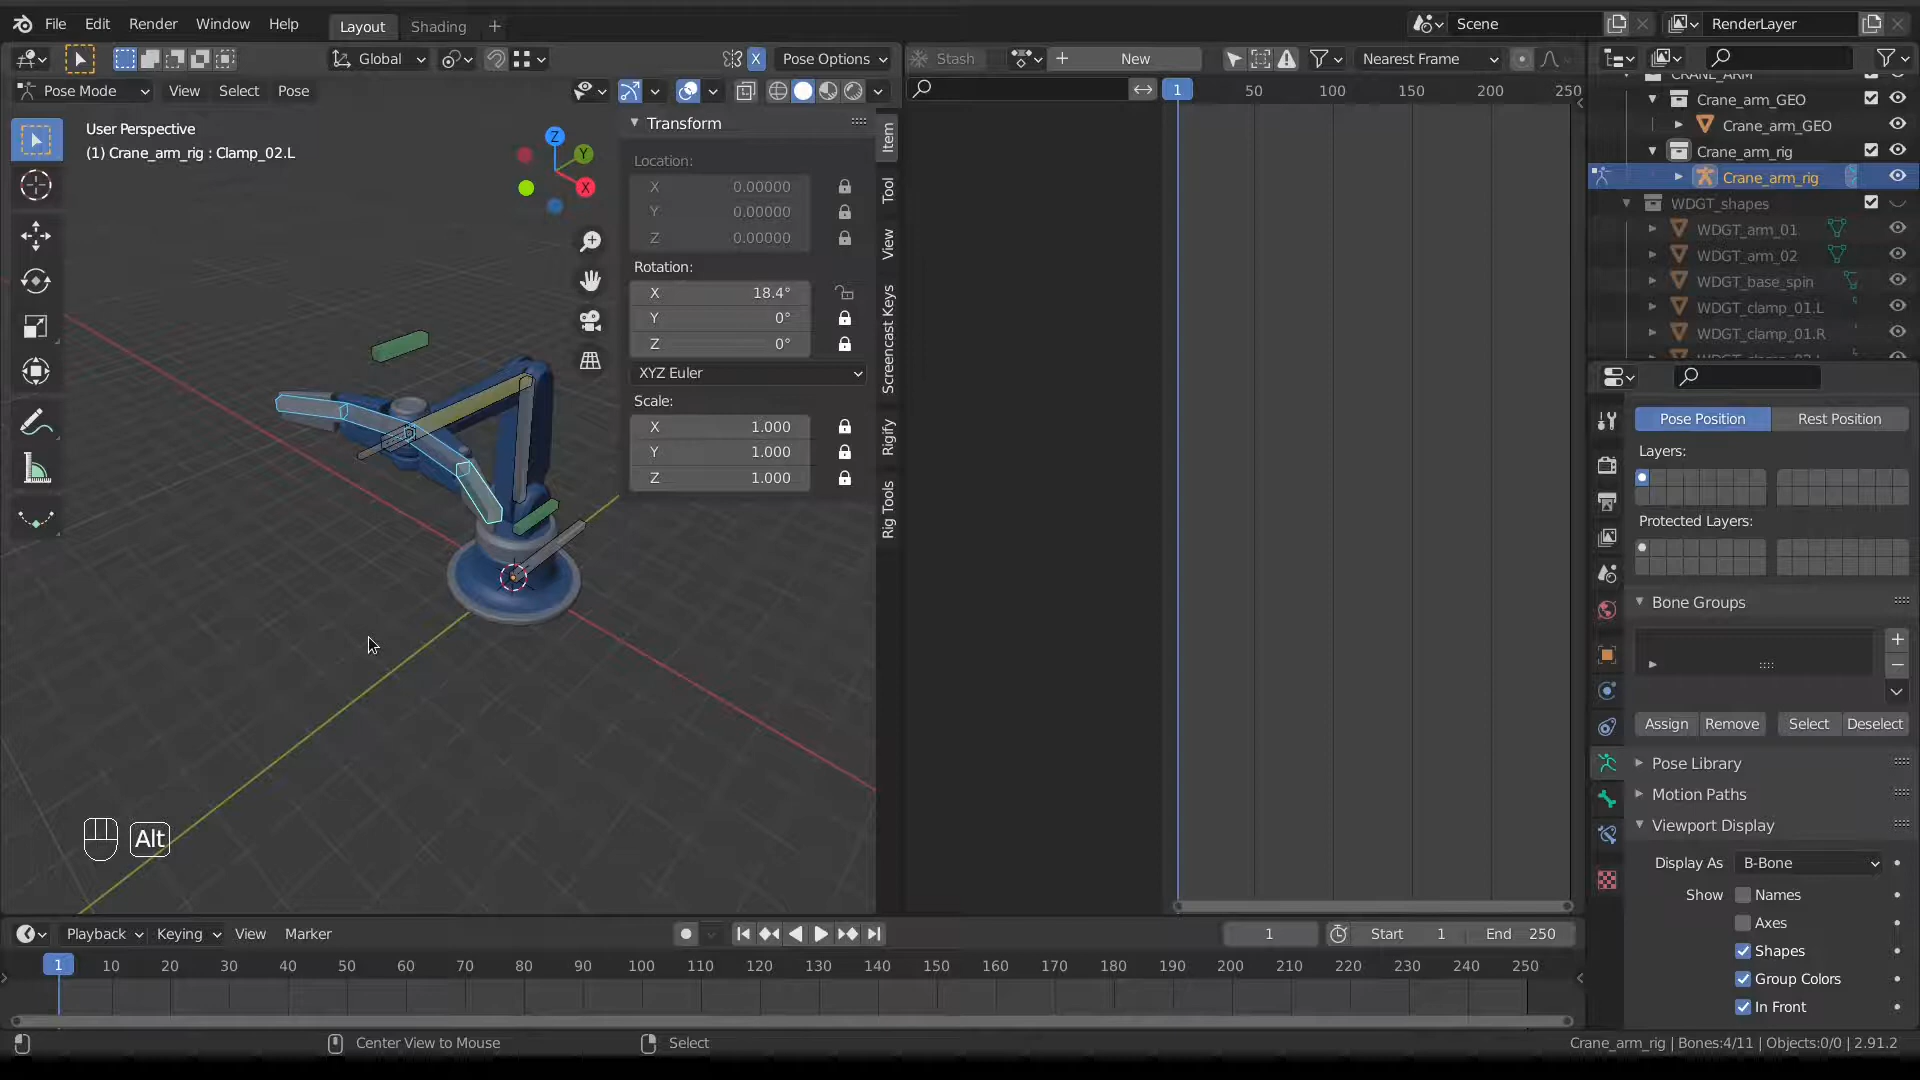 File Edit Render Window Help Layout Shading + Scene RenderLayer
Global X Pose Options Stash + New Nearest Frame
Pose Mode View Select Pose 1 50 100 150 200 250
User Perspective
(1) Crane_arm_rig : Clamp_02.L
Z Y X
Transform
Location:
X 0.00000
Y 0.00000
Z 0.00000
Rotation:
X 18.4°
Y 0°
Z 0°
XYZ Euler
Scale:
X 1.000
Y 1.000
Z 1.000
Item
Tool
View
Screencast Keys
Rigify
Rig Tools
CRANE_ARM
Crane_arm_GEO
Crane_arm_GEO
Crane_arm_rig
Crane_arm_rig
WDGT_shapes
WDGT_arm_01
WDGT_arm_02
WDGT_base_spin
WDGT_clamp_01.L
WDGT_clamp_01.R
Pose Position Rest Position
Layers:
Protected Layers:
Bone Groups
Assign Remove Select Deselect
Pose Library
Motion Paths
Viewport Display
Display As B-Bone
Show Names
Axes
Shapes
Group Colors
In Front
Alt
Playback Keying View Marker 1 Start 1 End 250
1 10 20 30 40 50 60 70 80 90 100 110 120 130 140 150 160 170 180 190 200 210 220 230 240 250
Center View to Mouse Select Crane_arm_rig | Bones:4/11 | Objects:0/0 | 2.91.2